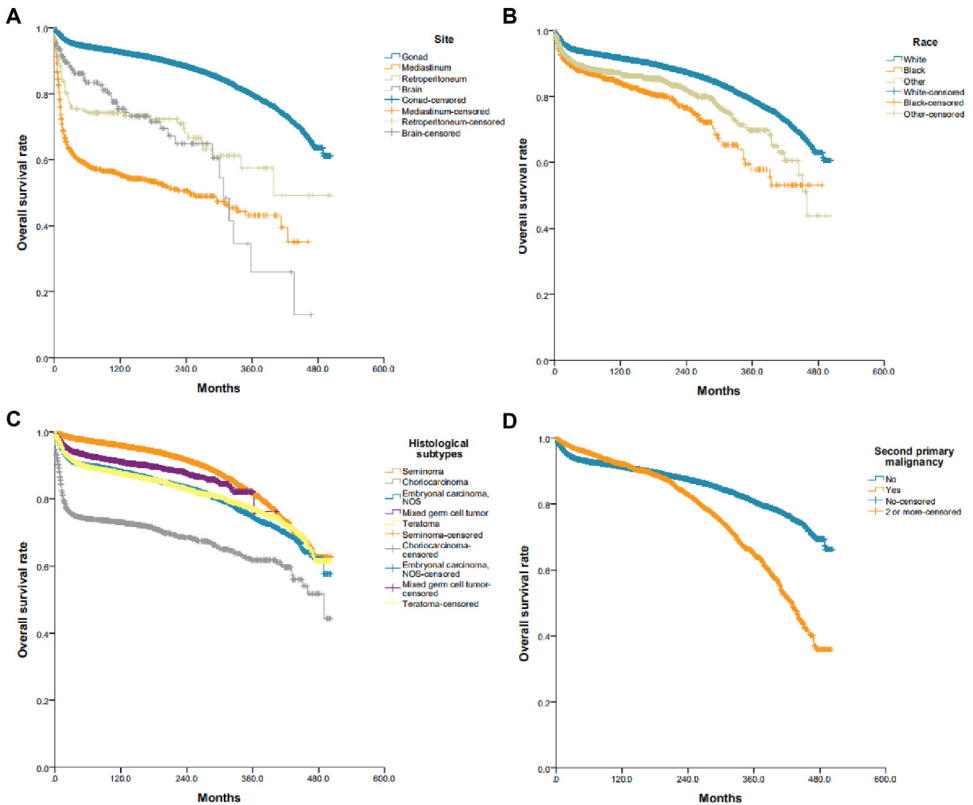 A
Overall survival rate
1.0
0.8
0.6
0.4
0.2
0.0
.0 120.0 240.0 360.0 480.0 600.0
Months
Site
Gonad
Mediastinum
Retroperitoneum
Brain
Gonad-censored
Mediastinum-censored
Retroperitoneum-censored
Brain-censored
B
Overall survival rate
1.0
0.8
0.6
0.4
0.2
0.0
.0 120.0 240.0 360.0 480.0 600.0
Months
Race
White
Black
Other
White-censored
Black-censored
Other-censored
C
Overall survival rate
1.0
0.8
0.6
0.4
0.2
0.0
.0 120.0 240.0 360.0 480.0 600.0
Months
Histological
subtypes
Seminoma
Choriocarcinoma
Embryonal carcinoma,
NOS
Mixed germ cell tumor
Teratoma
Seminoma-censored
Choriocarcinoma-
censored
Embryonal carcinoma,
NOS-censored
Mixed germ cell tumor-
censored
Teratoma-censored
D
Overall survival rate
1.0
0.8
0.6
0.4
0.2
0.0
.0 120.0 240.0 360.0 480.0 600.0
Months
Second primary
malignancy
No
Yes
No-censored
2 or more-censored